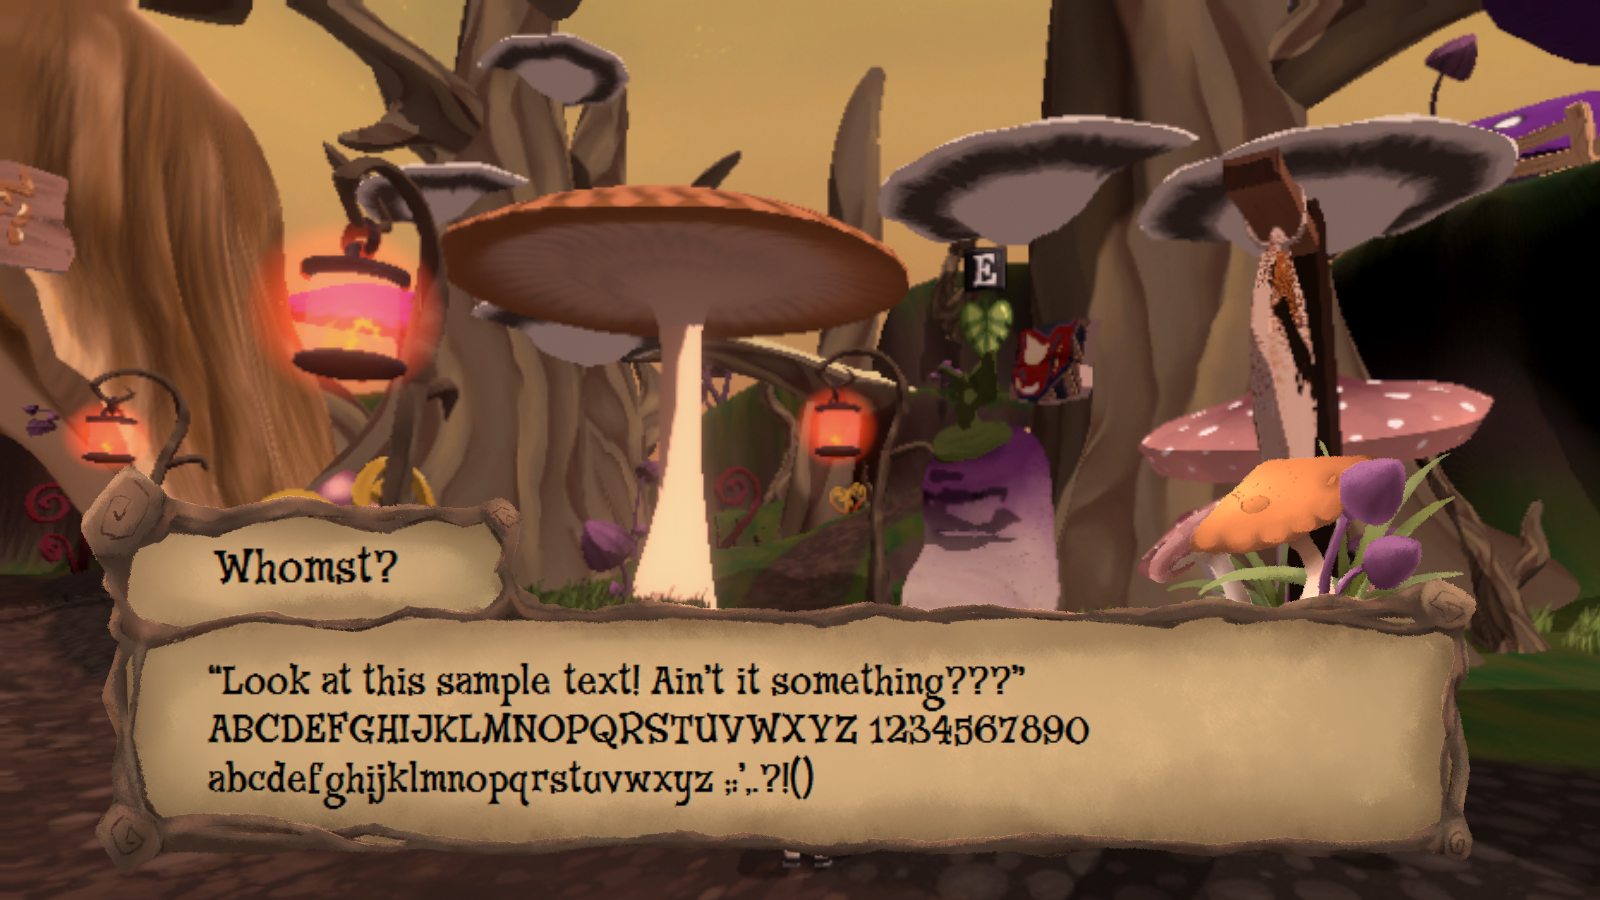 E
Whomst?
“Look at this sample text! Ain’t it something???”
ABCDEFGHIJKLMNOPQRSTUVWXYZ 1234567890
abcdefghijklmnopqrstuvwxyz ;:’,.?!()